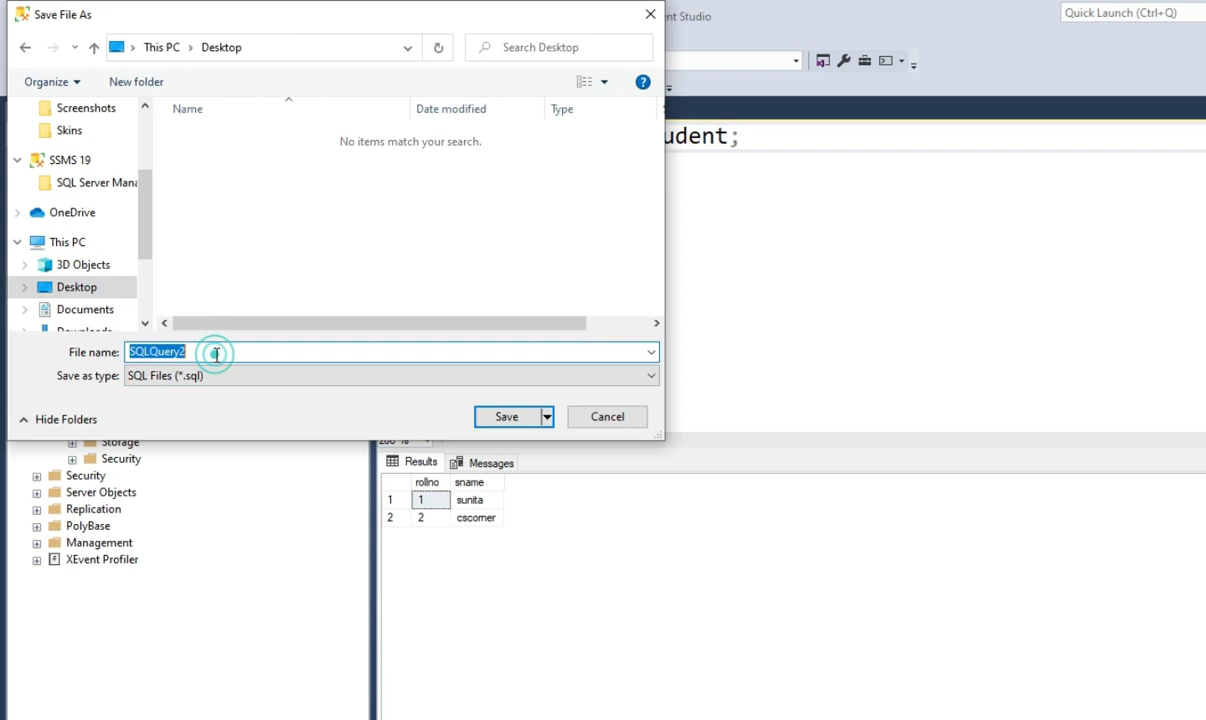 Save File As
ent Studio
Quick Launch (Ctrl+Q)
This PC > Desktop
Search Desktop
Organize
New folder
Name
Date modified
Type
No items match your search.
Screenshots
Skins
SSMS 19
SQL Server Mana
OneDrive
This PC
3D Objects
Desktop
Documents
udent;
File name: SQLQuery2
Save as type: SQL Files (*.sql)
Hide Folders
Save
Cancel
Storage
Security
Security
Server Objects
Replication
PolyBase
Management
XEvent Profiler
Results
Messages
rollno sname
1 1 sunita
2 2 cscorner